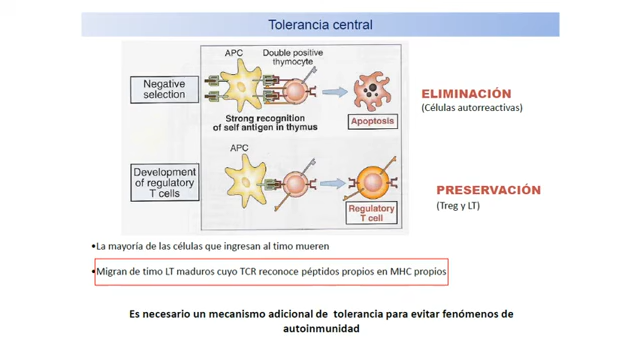 Tolerancia central
APC
Double positive
thymocyte
Negative
selection
Strong recognition
of self antigen in thymus
Apoptosis
ELIMINACIÓN
(Células autorreactivas)
APC
Development
of regulatory
T cells
Regulatory
T cell
PRESERVACIÓN
(Treg y LT)
•La mayoría de las células que ingresan al timo mueren
•Migran de timo LT maduros cuyo TCR reconoce péptidos propios en MHC propios
Es necesario un mecanismo adicional de tolerancia para evitar fenómenos de
autoinmunidad